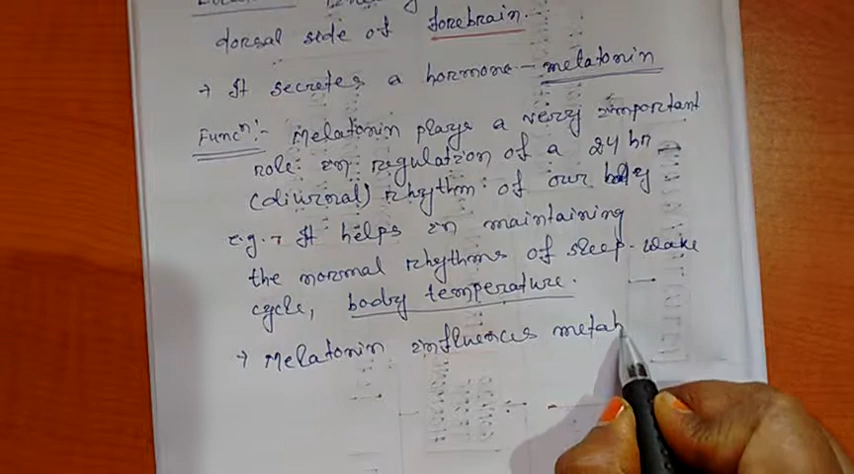 dorsal side of forebrain.
→ It secretes a hormone - melatonin
Funcⁿ:- Melatonin plays a very important
role in regulation of a 24 hr
(diurnal) rhythm of our body
e.g. → It helps in maintaining
the normal rhythms of sleep-wake
cycle, body temperature.
→ Melatonin influences metab